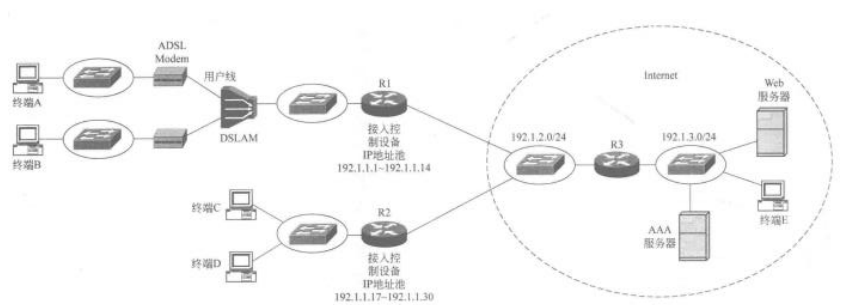 ADSL
Modem
用户线
终端A
终端B
DSLAM
R1
接入控
制设备
IP地址池
192.1.1.1~192.1.1.14
终端C
终端D
R2
接入控
制设备
IP地址池
192.1.1.17~192.1.1.30
Internet
192.1.2.0/24
R3
192.1.3.0/24
Web
服务器
终端E
AAA
服务器